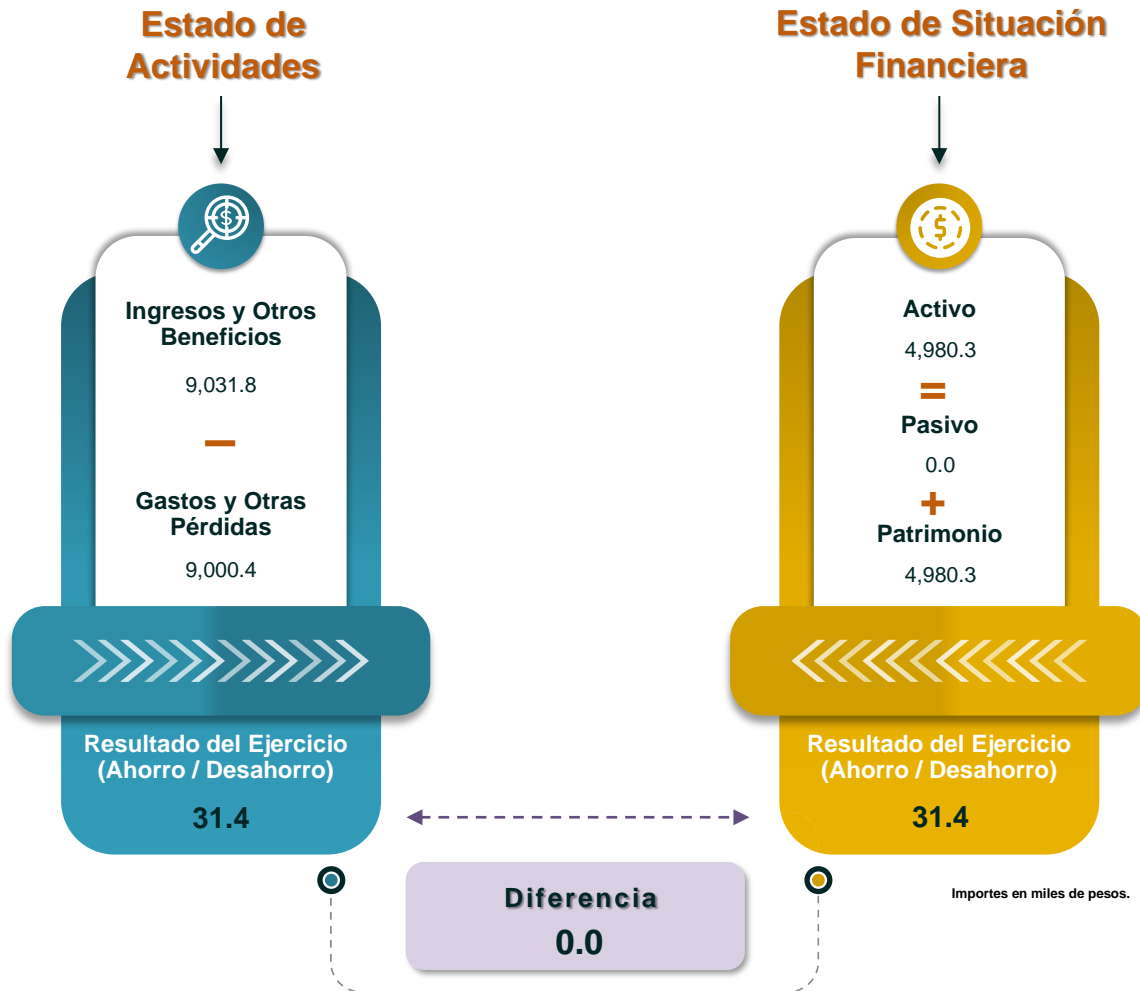 Estado de
Actividades
Ingresos y Otros
Beneficios
9,031.8
–
Gastos y Otras
Pérdidas
9,000.4
Resultado del Ejercicio
(Ahorro / Desahorro)
31.4
Estado de Situación
Financiera
$
Activo
4,980.3
=
Pasivo
0.0
+
Patrimonio
4,980.3
Resultado del Ejercicio
(Ahorro / Desahorro)
31.4
Diferencia
0.0
Importes en miles de pesos.